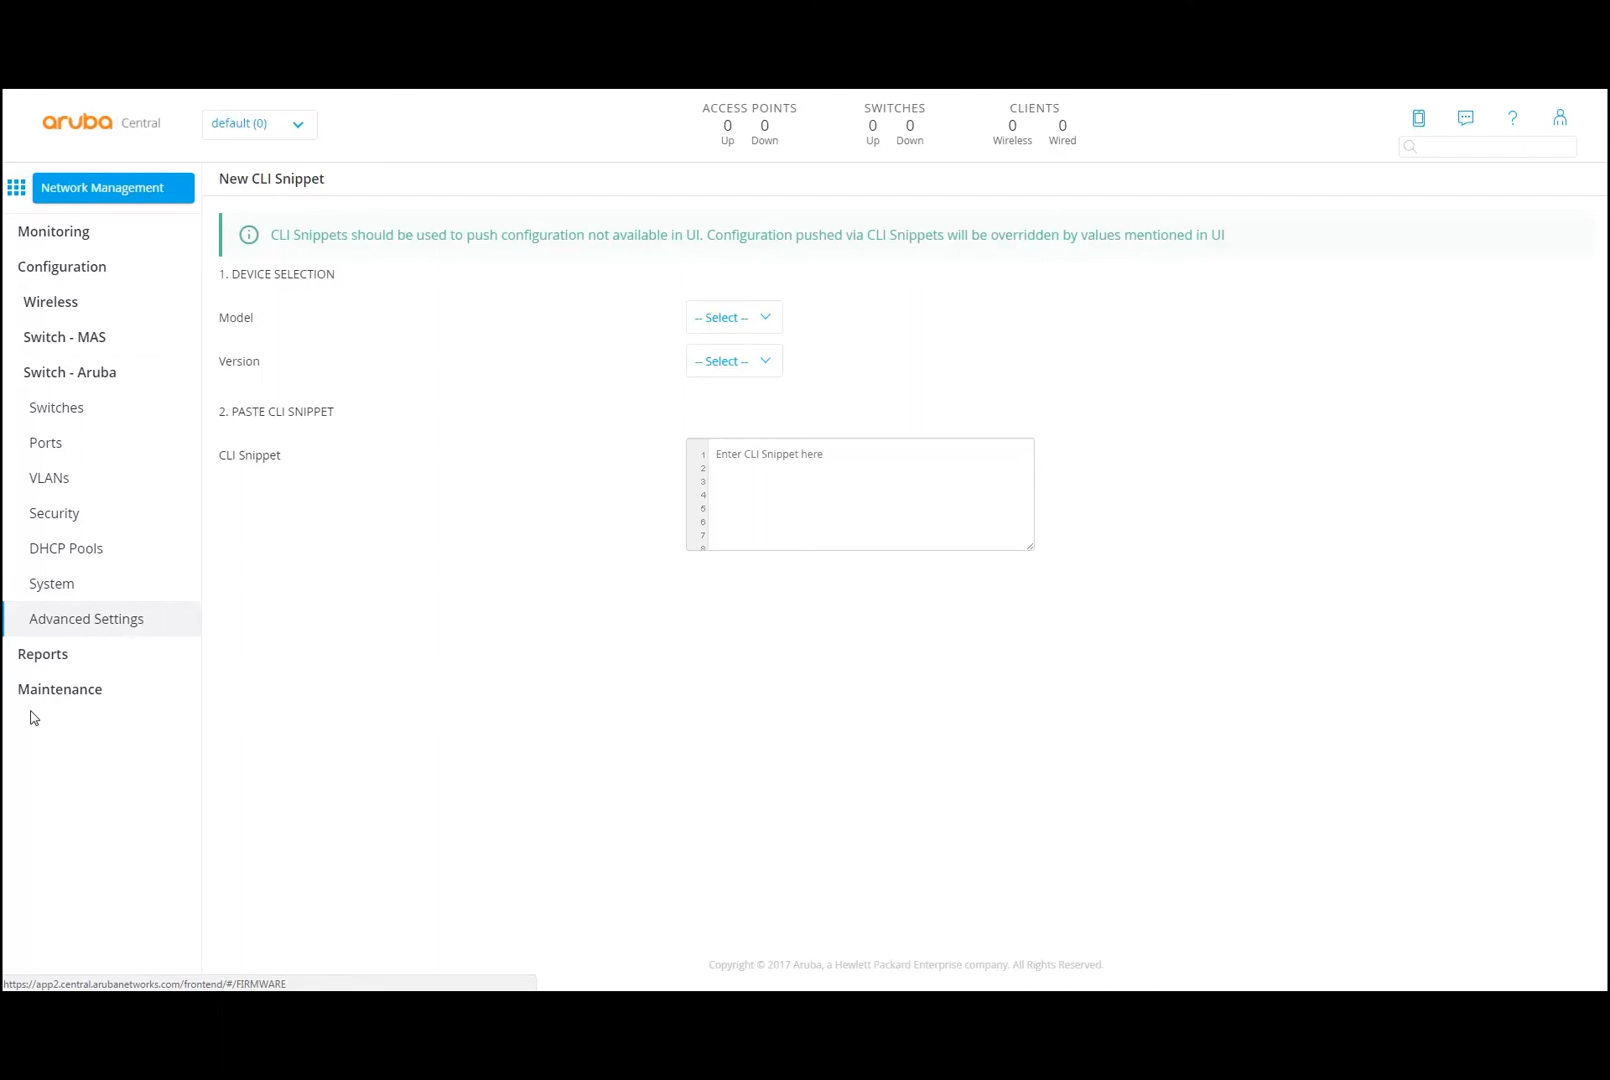 aruba Central
default (0)
ACCESS POINTS
0 0
Up Down
SWITCHES
0 0
Up Down
CLIENTS
0 0
Wireless Wired
Network Management
Monitoring
Configuration
Wireless
Switch - MAS
Switch - Aruba
Switches
Ports
VLANs
Security
DHCP Pools
System
Advanced Settings
Reports
Maintenance
New CLI Snippet
CLI Snippets should be used to push configuration not available in UI. Configuration pushed via CLI Snippets will be overridden by values mentioned in UI
1. DEVICE SELECTION
Model -- Select --
Version -- Select --
2. PASTE CLI SNIPPET
CLI Snippet
1 Enter CLI Snippet here
2
3
4
5
6
7
Copyright © 2017 Aruba, a Hewlett Packard Enterprise company. All Rights Reserved.
https://app2.central.arubanetworks.com/frontend/#/FIRMWARE